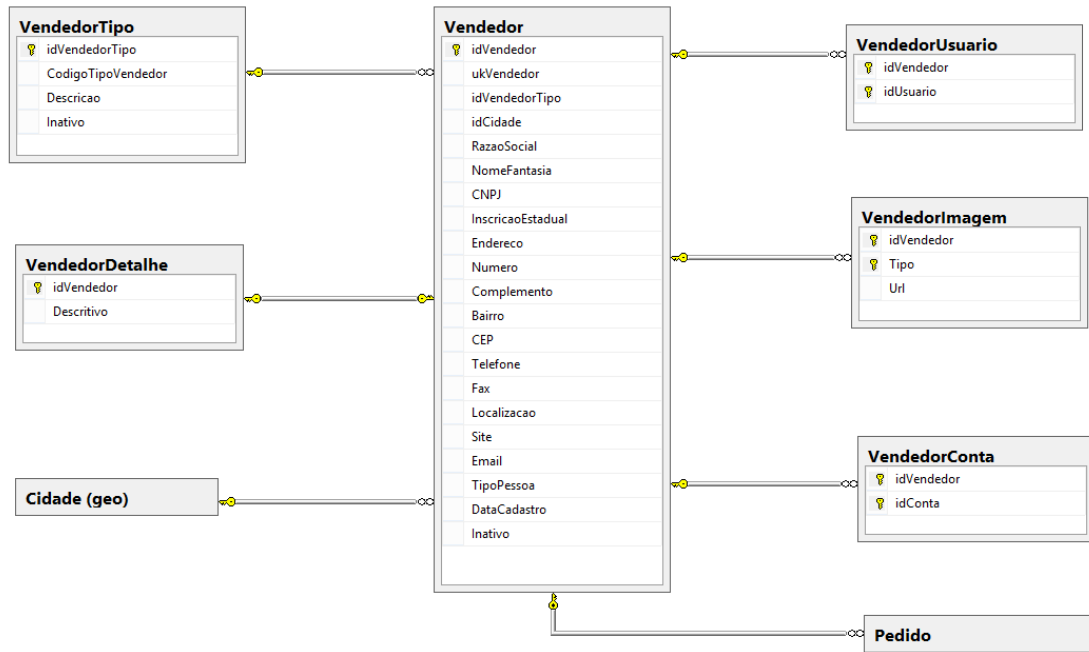 VendedorTipo
idVendedorTipo
CodigoTipoVendedor
Descricao
Inativo
VendedorDetalhe
idVendedor
Descritivo
Cidade (geo)
Vendedor
idVendedor
ukVendedor
idVendedorTipo
idCidade
RazaoSocial
NomeFantasia
CNPJ
InscricaoEstadual
Endereco
Numero
Complemento
Bairro
CEP
Telefone
Fax
Localizacao
Site
Email
TipoPessoa
DataCadastro
Inativo
VendedorUsuario
idVendedor
idUsuario
VendedorImagem
idVendedor
Tipo
Url
VendedorConta
idVendedor
idConta
Pedido